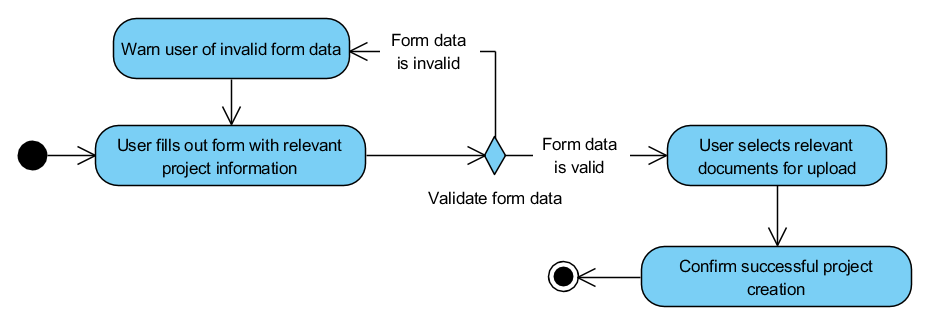 Warn user of invalid form data
Form data
is invalid
User fills out form with relevant
project information
Form data
is valid
User selects relevant
documents for upload
Validate form data
Confirm successful project
creation